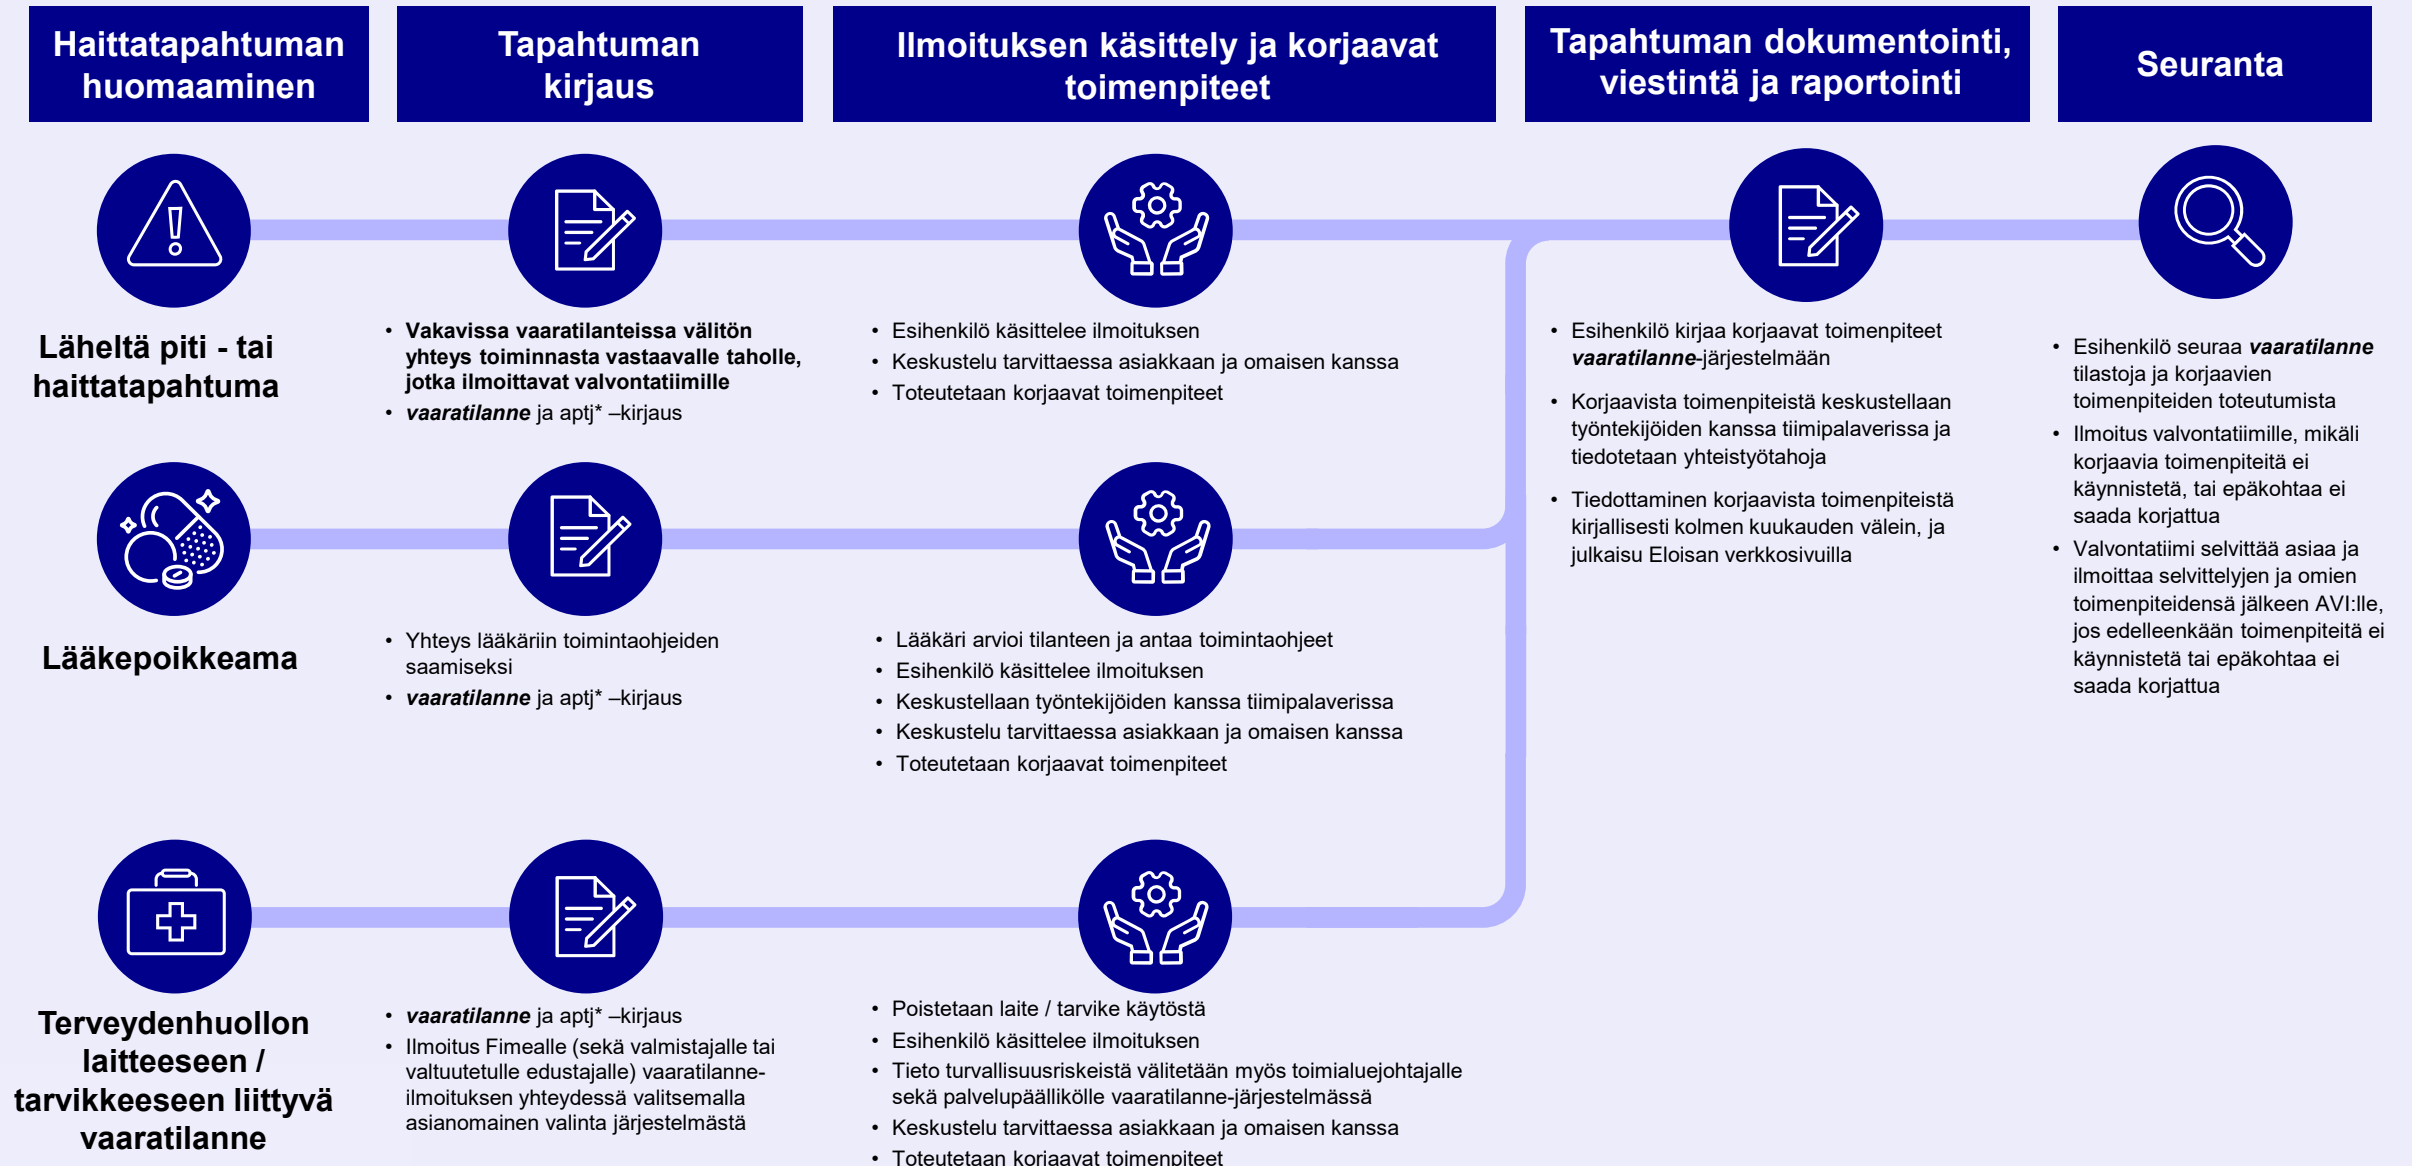 Haittatapahtuman
huomaaminen
Tapahtuman
kirjaus
Ilmoituksen käsittely ja korjaavat
toimenpiteet
Tapahtuman dokumentointi,
viestintä ja raportointi
Seuranta
Läheltä piti - tai
haittatapahtuma
• Vakavissa vaaratilanteissa välitön
yhteys toiminnasta vastaavalle taholle,
jotka ilmoittavat valvontatiimille
• vaaratilanne ja aptj* –kirjaus
• Esihenkilö käsittelee ilmoituksen
• Keskustelu tarvittaessa asiakkaan ja omaisen kanssa
• Toteutetaan korjaavat toimenpiteet
• Esihenkilö kirjaa korjaavat toimenpiteet
vaaratilanne-järjestelmään
• Korjaavista toimenpiteistä keskustellaan
työntekijöiden kanssa tiimipalaverissa ja
tiedotetaan yhteistyötahoja
• Tiedottaminen korjaavista toimenpiteistä
kirjallisesti kolmen kuukauden välein, ja
julkaisu Eloisan verkkosivuilla
• Esihenkilö seuraa vaaratilanne
tilastoja ja korjaavien
toimenpiteiden toteutumista
• Ilmoitus valvontatiimille, mikäli
korjaavia toimenpiteitä ei
käynnistetä, tai epäkohtaa ei
saada korjattua
• Valvontatiimi selvittää asiaa ja
ilmoittaa selvittelyjen ja omien
toimenpiteidensä jälkeen AVI:lle,
jos edelleenkään toimenpiteitä ei
käynnistetä tai epäkohtaa ei
saada korjattua
Lääkepoikkeama
• Yhteys lääkäriin toimintaohjeiden
saamiseksi
• vaaratilanne ja aptj* –kirjaus
• Lääkäri arvioi tilanteen ja antaa toimintaohjeet
• Esihenkilö käsittelee ilmoituksen
• Keskustellaan työntekijöiden kanssa tiimipalaverissa
• Keskustelu tarvittaessa asiakkaan ja omaisen kanssa
• Toteutetaan korjaavat toimenpiteet
Terveydenhuollon
laitteeseen /
tarvikkeeseen liittyvä
vaaratilanne
• vaaratilanne ja aptj* –kirjaus
• Ilmoitus Fimealle (sekä valmistajalle tai
valtuutetulle edustajalle) vaaratilanne-
ilmoituksen yhteydessä valitsemalla
asianomainen valinta järjestelmästä
• Poistetaan laite / tarvike käytöstä
• Esihenkilö käsittelee ilmoituksen
• Tieto turvallisuusriskeistä välitetään myös toimialuejohtajalle
sekä palvelupäällikölle vaaratilanne-järjestelmässä
• Keskustelu tarvittaessa asiakkaan ja omaisen kanssa
• Toteutetaan korjaavat toimenpiteet